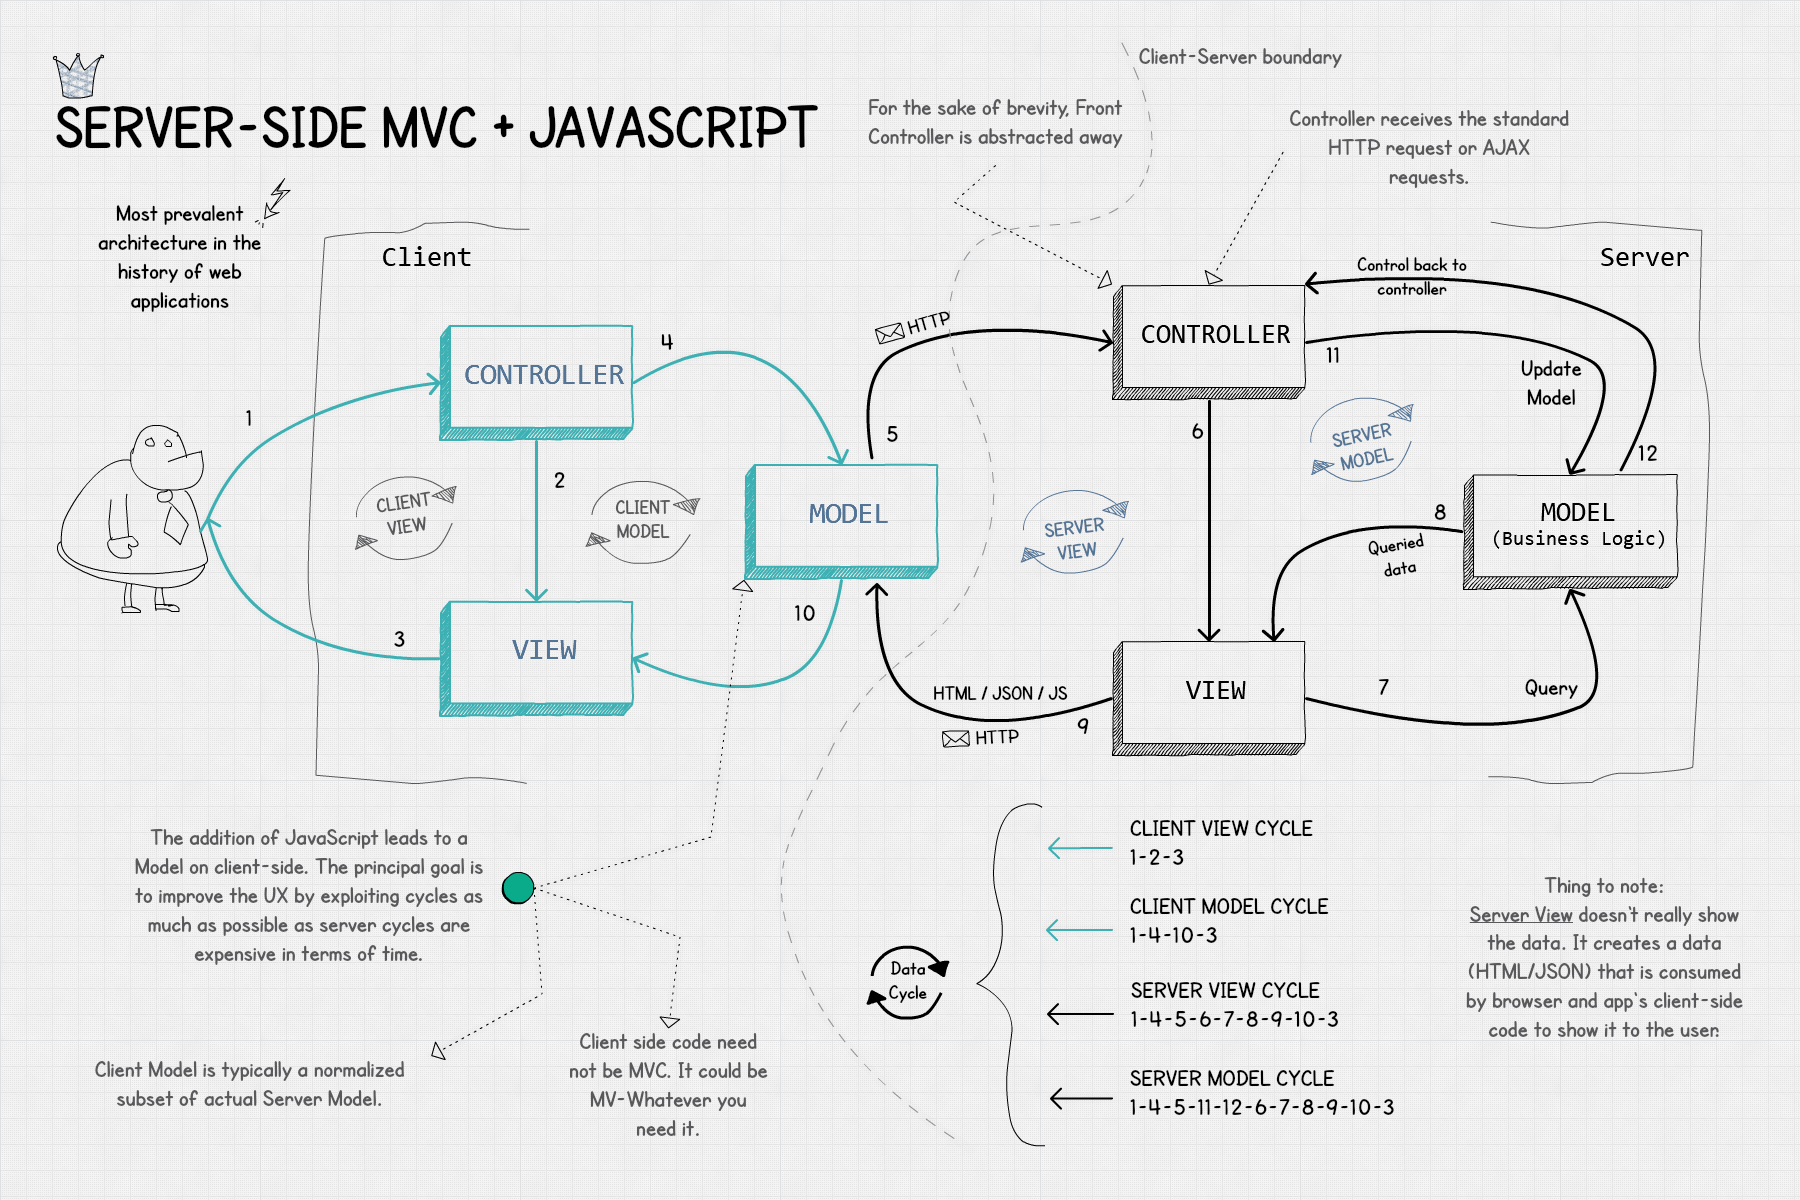 SERVER-SIDE MVC + JAVASCRIPT
Most prevalent
architecture in the
history of web
applications
Client-Server boundary
For the sake of brevity, Front
Controller is abstracted away
Controller receives the standard
HTTP request or AJAX
requests.
Client
Server
1
CONTROLLER
4
2
CLIENT
VIEW
CLIENT
MODEL
MODEL
3
VIEW
10
HTTP
5
CONTROLLER
Control back to
controller
11
Update
Model
6
SERVER
MODEL
12
SERVER
VIEW
MODEL
(Business Logic)
8
Queried
data
HTML / JSON / JS
HTTP
9
VIEW
7
Query
The addition of JavaScript leads to a
Model on client-side. The principal goal is
to improve the UX by exploiting cycles as
much as possible as server cycles are
expensive in terms of time.
Client Model is typically a normalized
subset of actual Server Model.
Client side code need
not be MVC. It could be
MV-Whatever you
need it.
Data
Cycle
CLIENT VIEW CYCLE
1-2-3
CLIENT MODEL CYCLE
1-4-10-3
SERVER VIEW CYCLE
1-4-5-6-7-8-9-10-3
SERVER MODEL CYCLE
1-4-5-11-12-6-7-8-9-10-3
Thing to note:
Server View doesn't really show
the data. It creates a data
(HTML/JSON) that is consumed
by browser and app's client-side
code to show it to the user.